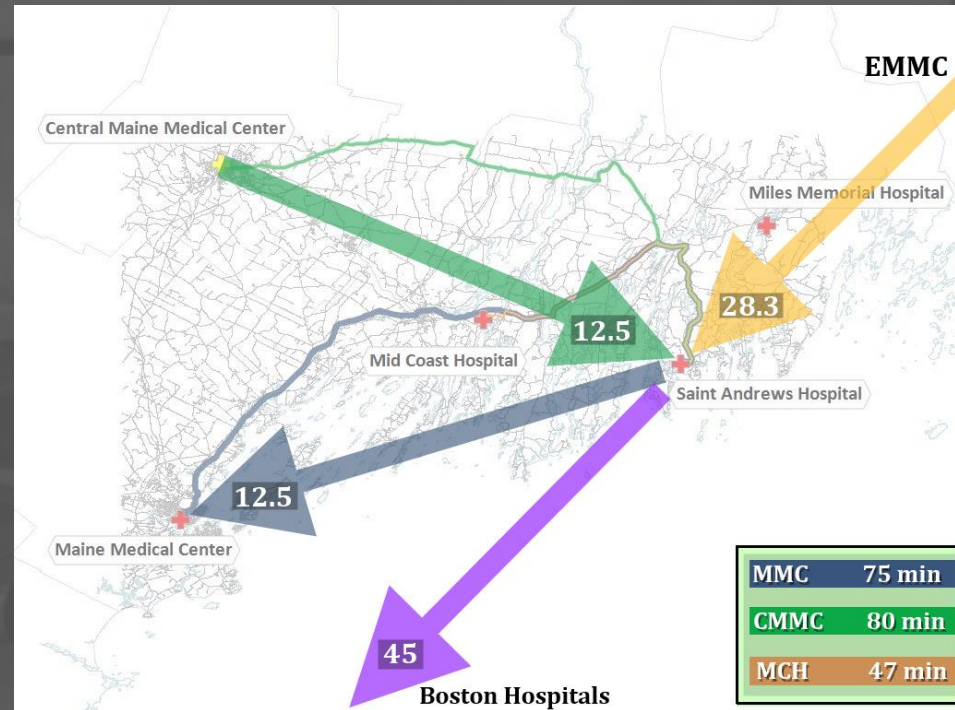 EMMC
Central Maine Medical Center
Miles Memorial Hospital
28.3
12.5
Mid Coast Hospital
Saint Andrews Hospital
12.5
Maine Medical Center
MMC 75 min
CMMC 80 min
MCH 47 min
45
Boston Hospitals